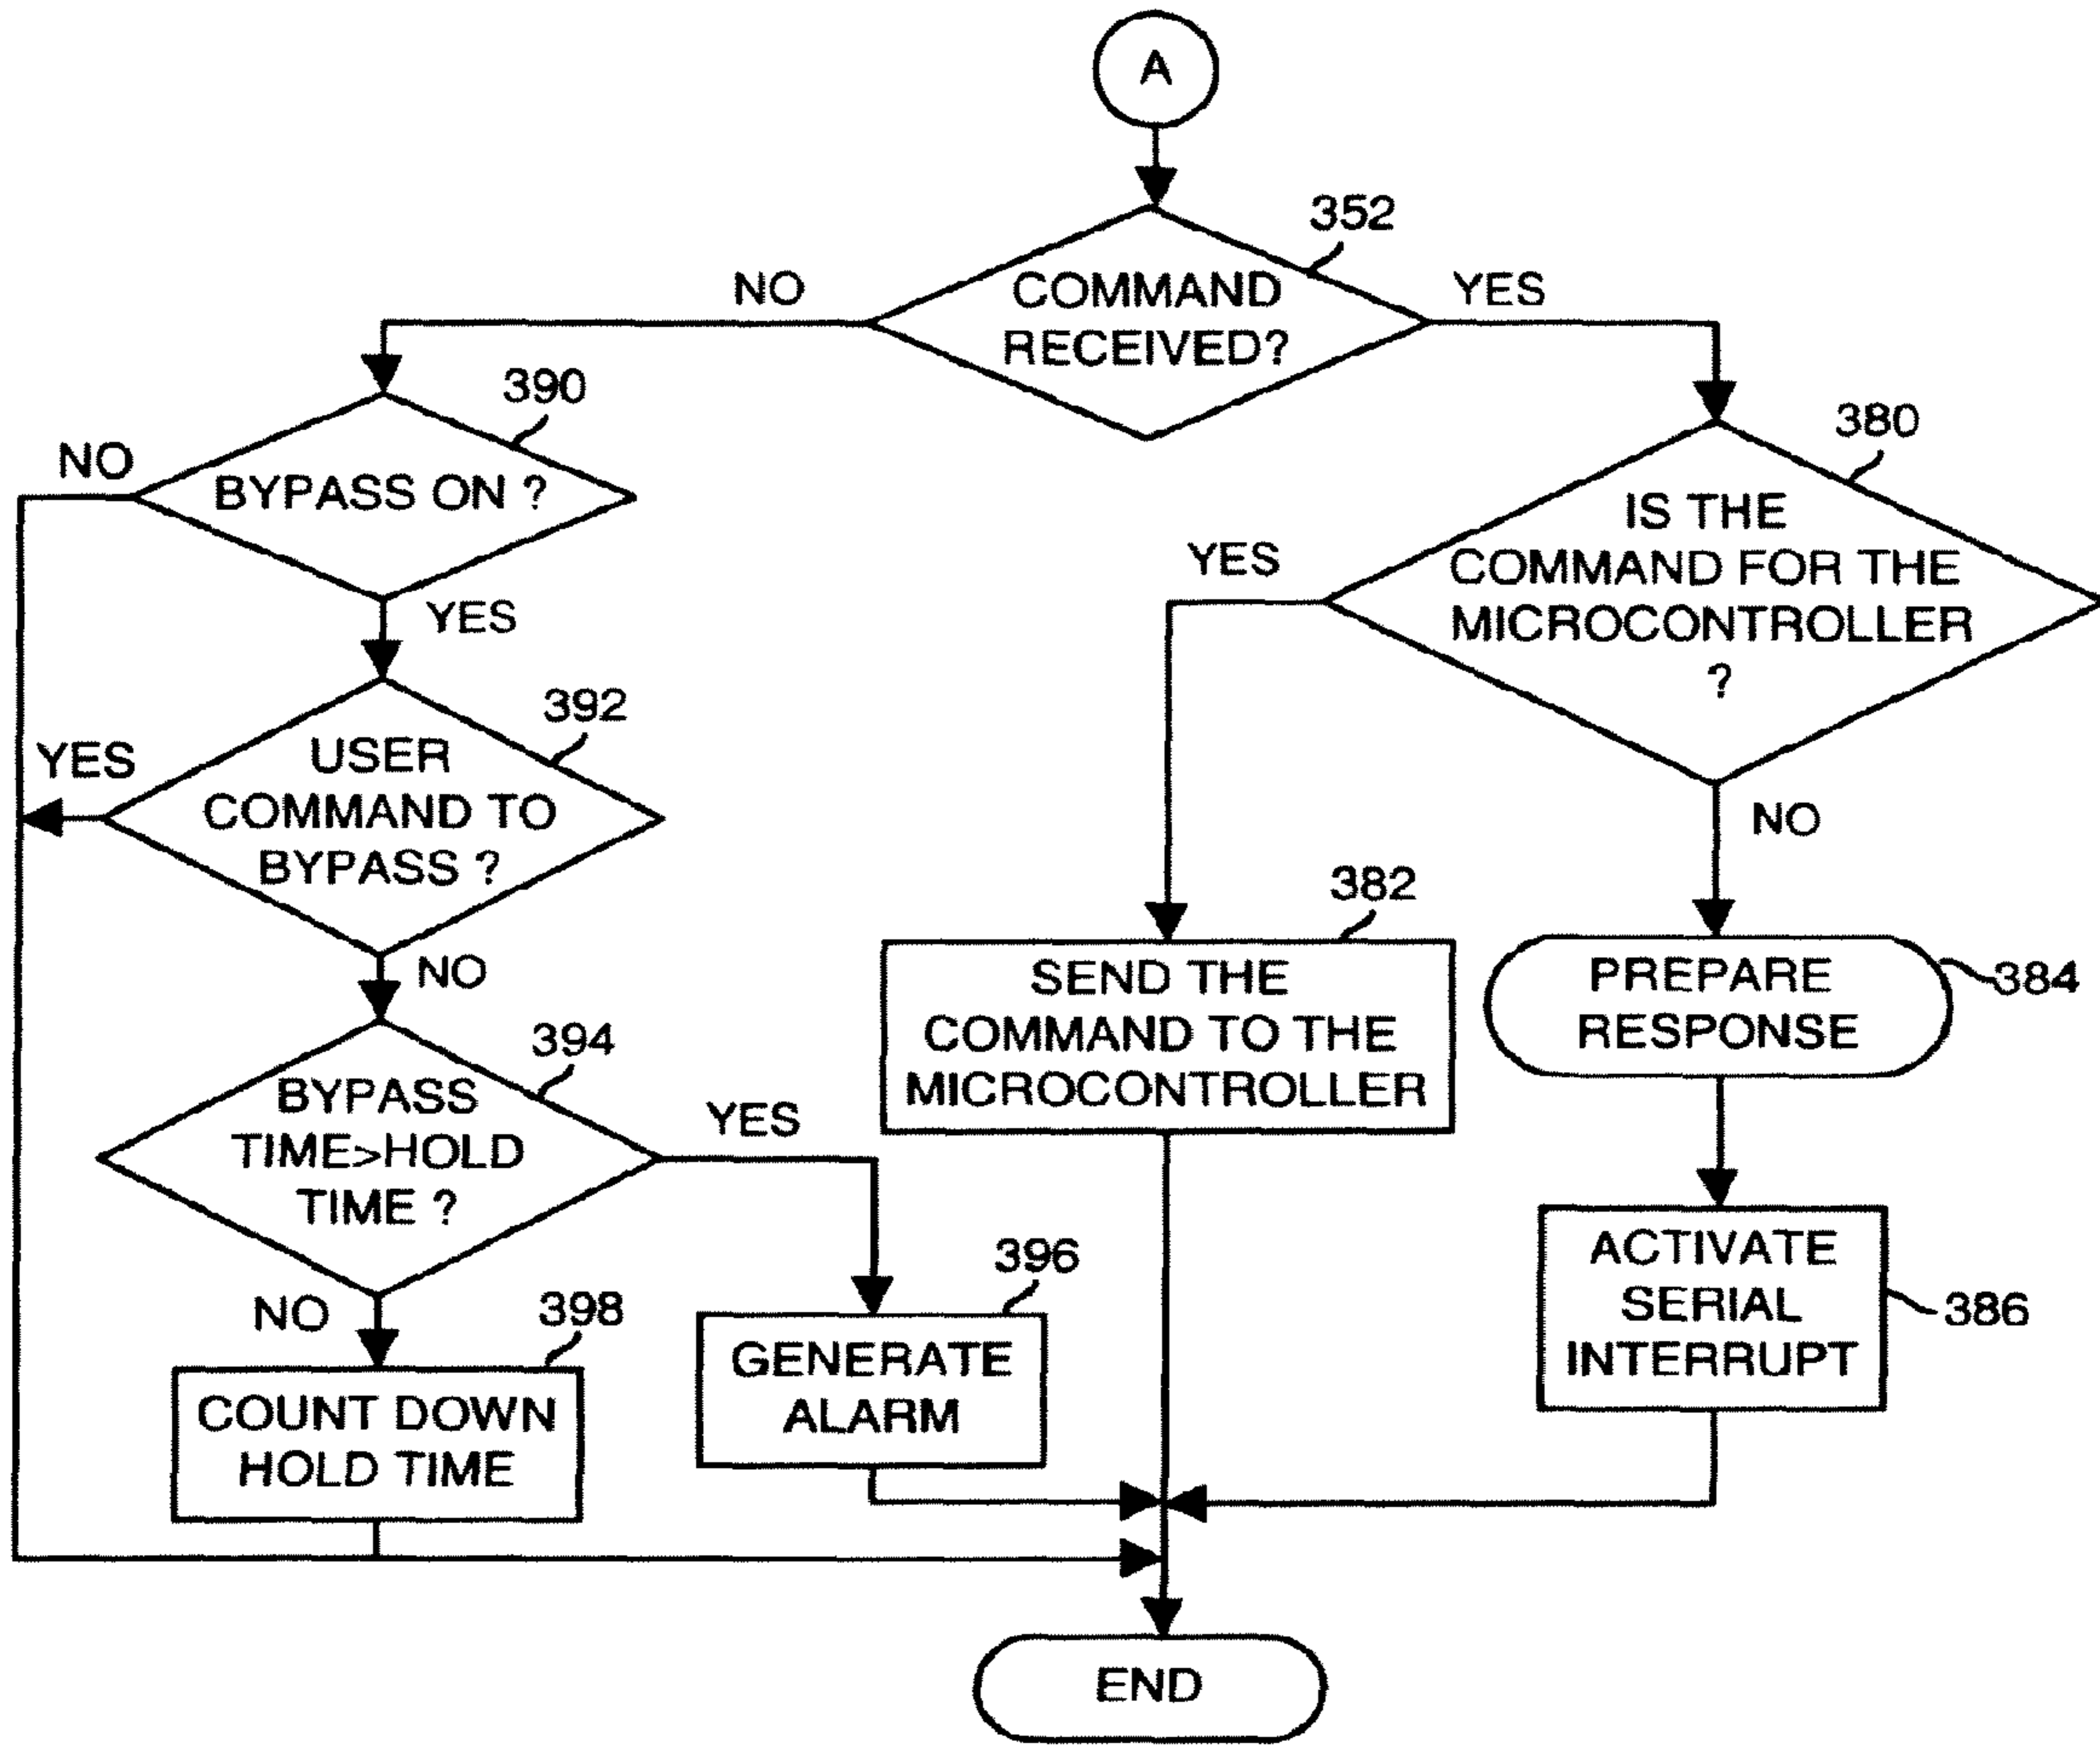 A
352
COMMAND
RECEIVED?
NO
YES
390
BYPASS ON ?
NO
YES
380
IS THE
COMMAND FOR THE
MICROCONTROLLER
?
YES
NO
392
USER
COMMAND TO
BYPASS ?
YES
NO
382
SEND THE
COMMAND TO THE
MICROCONTROLLER
384
PREPARE
RESPONSE
394
BYPASS
TIME>HOLD
TIME ?
YES
NO
396
GENERATE
ALARM
386
ACTIVATE
SERIAL
INTERRUPT
398
COUNT DOWN
HOLD TIME
END